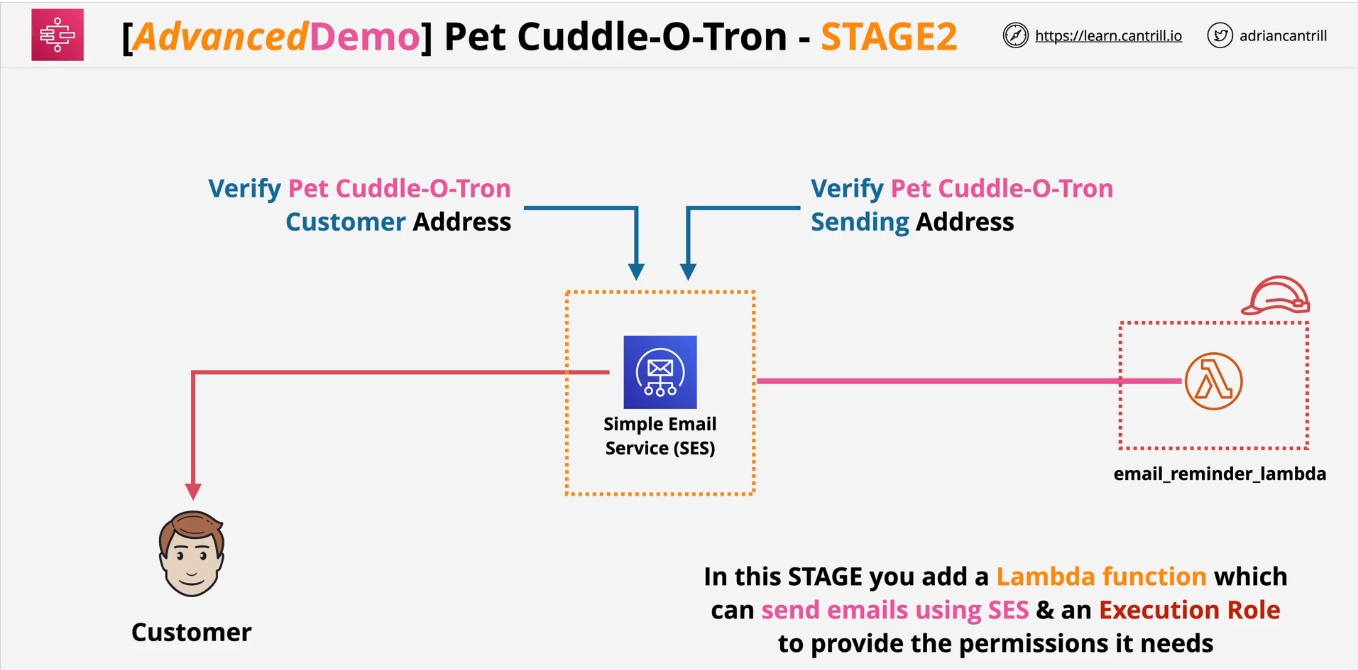 [AdvancedDemo] Pet Cuddle-O-Tron - STAGE2
https://learn.cantrill.io
adriancantrill
Verify Pet Cuddle-O-Tron
Customer Address
Verify Pet Cuddle-O-Tron
Sending Address
Simple Email
Service (SES)
email_reminder_lambda
Customer
In this STAGE you add a Lambda function which
can send emails using SES & an Execution Role
to provide the permissions it needs